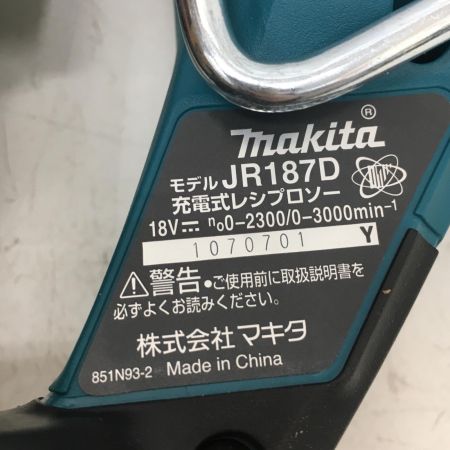 makita®
モデル JR187D
充電式レシプロソー
18V⎓ n₀0-2300/0-3000min⁻¹
1070701 Y
⚠警告・ご使用前に取扱説明書を
必ずよくお読みください。
株式会社マキタ
851N93-2 Made in China